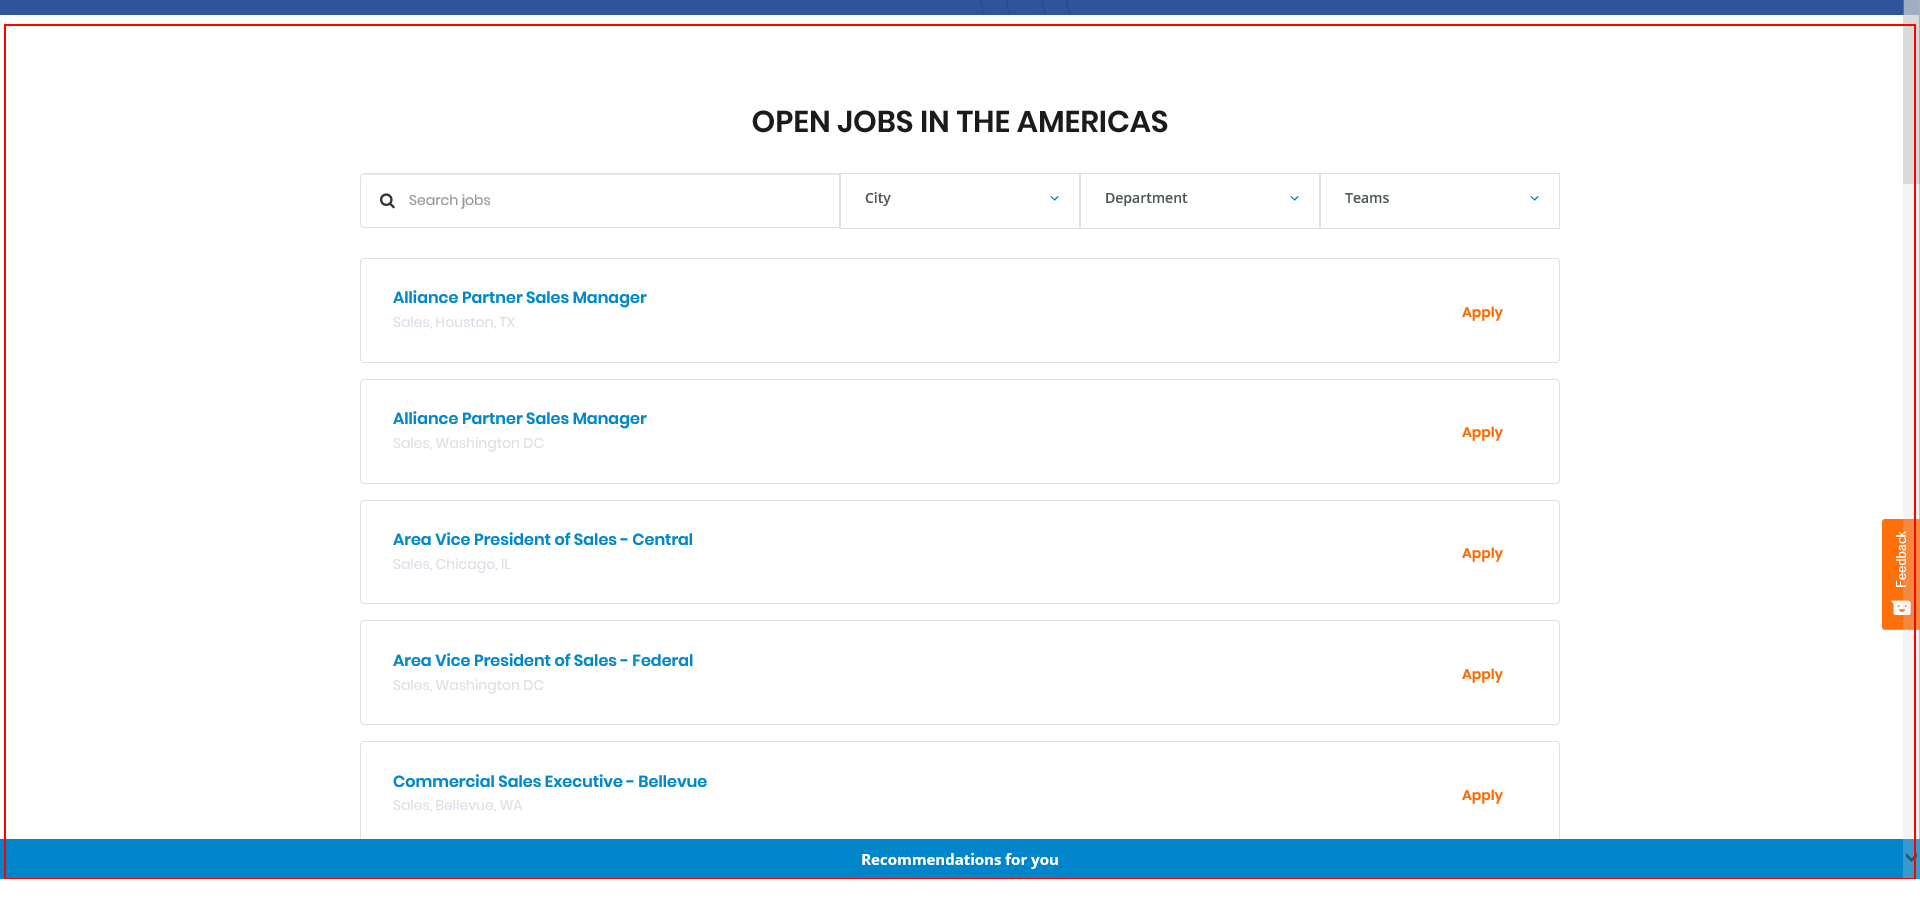 OPEN JOBS IN THE AMERICAS
Search jobs
City
Department
Teams
Alliance Partner Sales Manager
Sales, Houston, TX
Apply
Alliance Partner Sales Manager
Sales, Washington DC
Apply
Area Vice President of Sales - Central
Sales, Chicago, IL
Apply
Area Vice President of Sales - Federal
Sales, Washington DC
Apply
Commercial Sales Executive - Bellevue
Sales, Bellevue, WA
Apply
Feedback
Recommendations for you